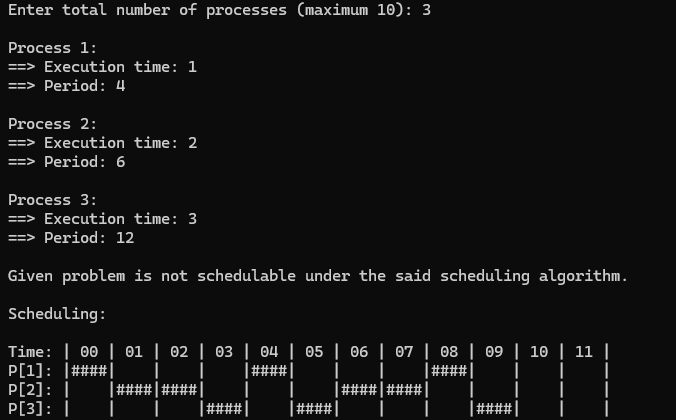 Enter total number of processes (maximum 10): 3
Process 1:
==> Execution time: 1
==> Period: 4
Process 2:
==> Execution time: 2
==> Period: 6
Process 3:
==> Execution time: 3
==> Period: 12
Given problem is not schedulable under the said scheduling algorithm.
Scheduling:
Time: | 00 | 01 | 02 | 03 | 04 | 05 | 06 | 07 | 08 | 09 | 10 | 11 |
P[1]: |####|    |    |    |####|    |    |    |####|    |    |    |
P[2]: |    |####|####|    |    |    |####|####|    |    |    |    |
P[3]: |    |    |    |####|    |####|    |    |    |####|    |    |